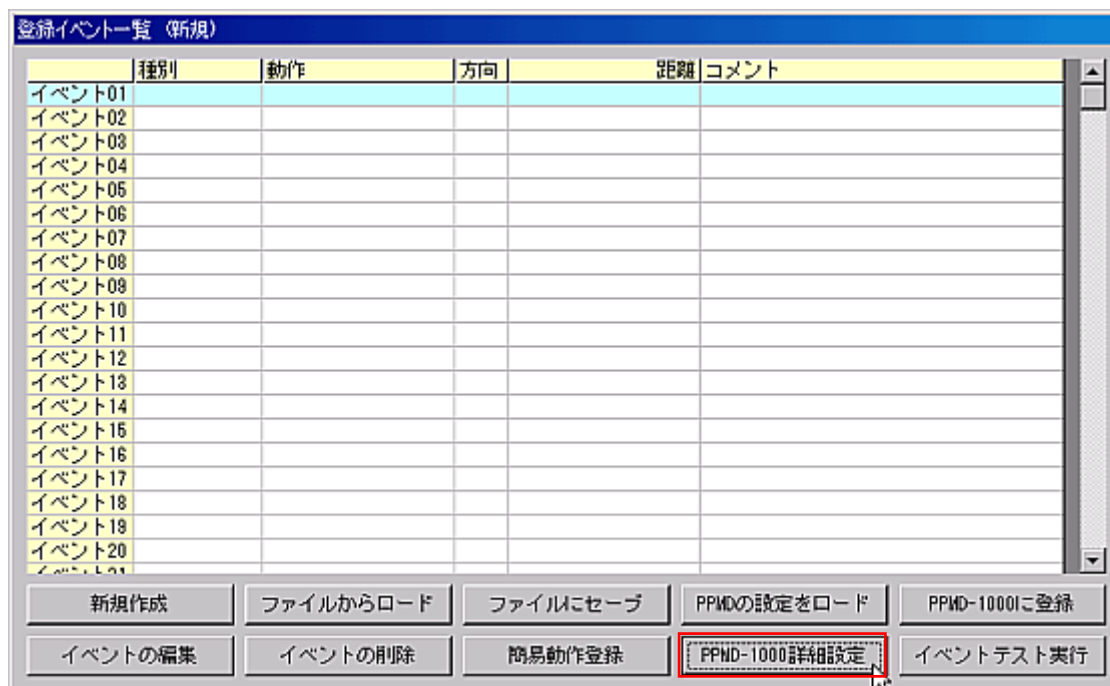 登録イベント一覧 （新規）
種別 動作 方向 距離 コメント
イベント01
イベント02
イベント03
イベント04
イベント05
イベント06
イベント07
イベント08
イベント09
イベント10
イベント11
イベント12
イベント13
イベント14
イベント15
イベント16
イベント17
イベント18
イベント19
イベント20
イベント21
新規作成 ファイルからロード ファイルにセーブ PPMDの設定をロード PPMD-1000に登録
イベントの編集 イベントの削除 簡易動作登録 PPMD-1000詳細設定 イベントテスト実行